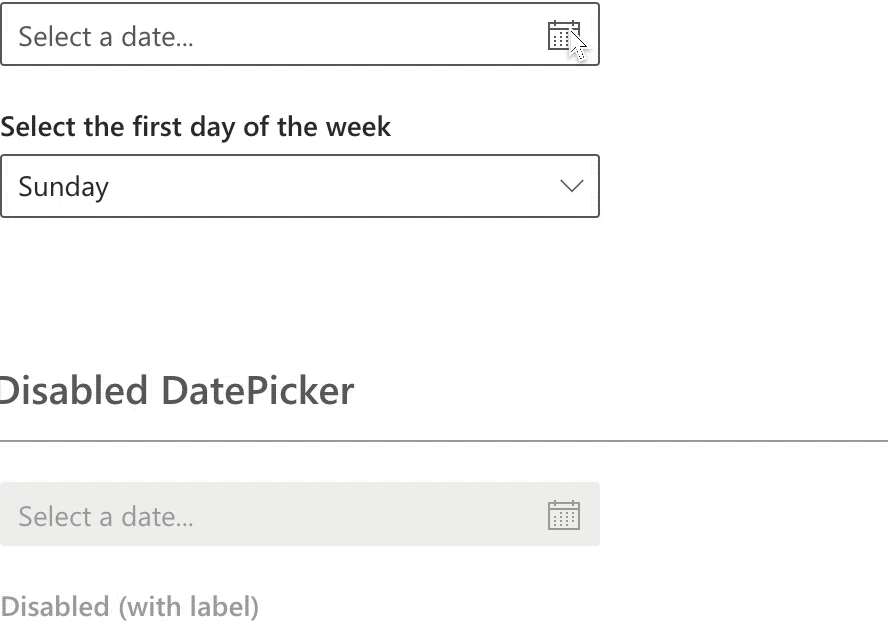 Select a date...
Select the first day of the week
Sunday
Disabled DatePicker
Select a date...
Disabled (with label)